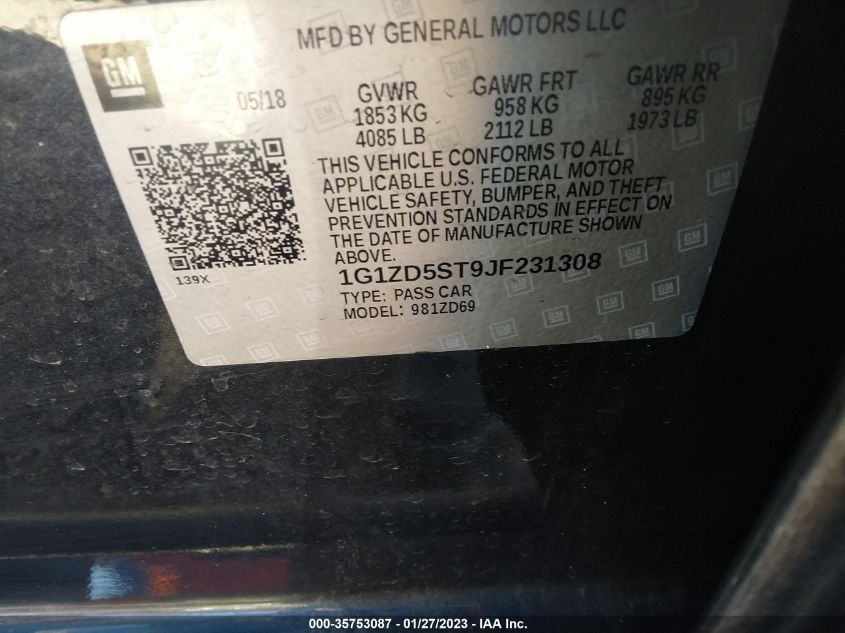 MFD BY GENERAL MOTORS LLC
GM
05/18
GVWR GAWR FRT GAWR RR
1853 KG 958 KG 895 KG
4085 LB 2112 LB 1973 LB
THIS VEHICLE CONFORMS TO ALL
APPLICABLE U.S. FEDERAL MOTOR
VEHICLE SAFETY, BUMPER, AND THEFT
PREVENTION STANDARDS IN EFFECT ON
THE DATE OF MANUFACTURE SHOWN
ABOVE.
139X
1G1ZD5ST9JF231308
TYPE: PASS CAR
MODEL: 981ZD69
000-35753087 - 01/27/2023 - © IAA Inc.